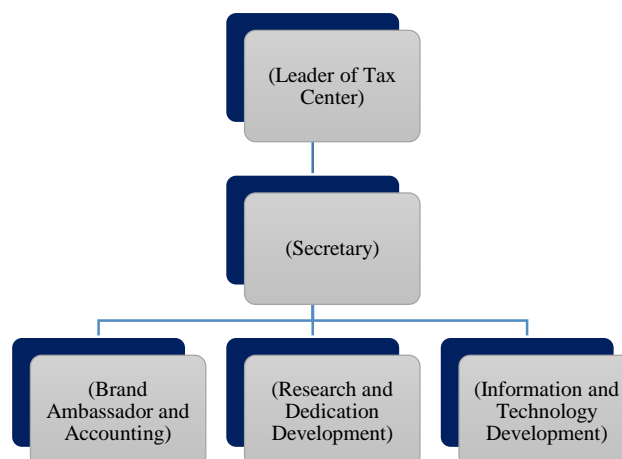 (Leader of Tax
Center)
(Secretary)
(Brand
Ambassador and
Accounting)
(Research and
Dedication
Development)
(Information and
Technology
Development)